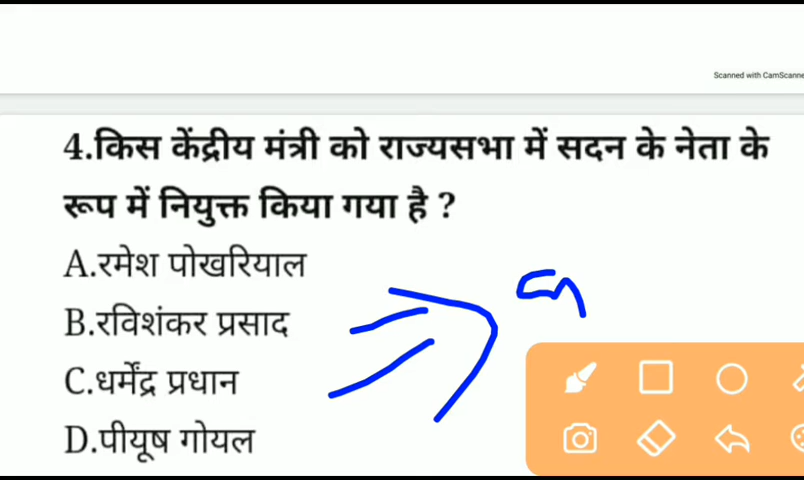 Scanned with CamScanne
4.किस केंद्रीय मंत्री को राज्यसभा में सदन के नेता के
रूप में नियुक्त किया गया है ?
A.रमेश पोखरियाल
B.रविशंकर प्रसाद
C.धर्मेंद्र प्रधान
D.पीयूष गोयल